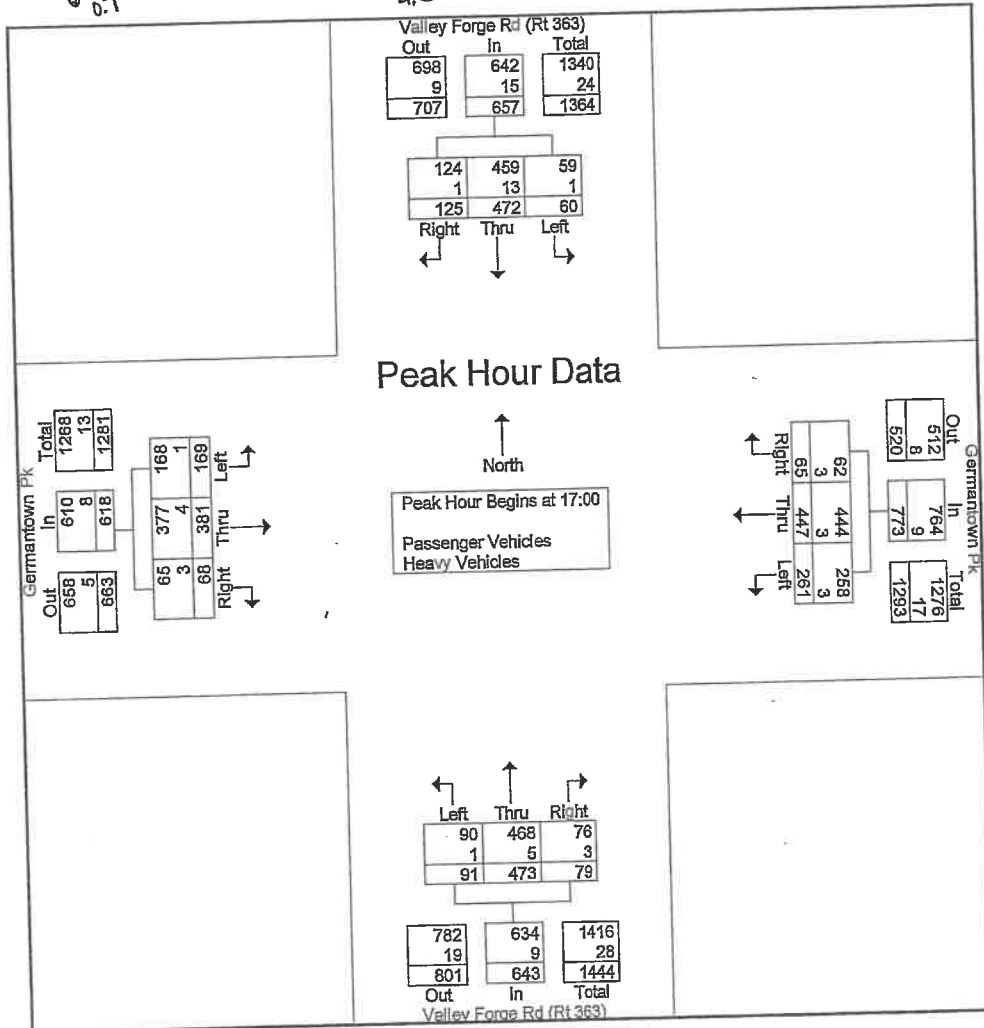 0.7
Valley Forge Rd (Rt 363)
Out In Total
698 642 1340
9 15 24
707 657 1364
124 459 59
1 13 1
125 472 60
Right Thru Left
Peak Hour Data
North
Peak Hour Begins at 17:00
Passenger Vehicles
Heavy Vehicles
Germantown Pk
Total In Out
1268 610 658
13 8 5
1281 618 663
168 377 65
1 4 3
169 381 68
Left Thru Right
Germantown Pk
Out In Total
512 764 1276
8 9 17
520 773 1293
62 444 258
3 3 3
65 447 261
Right Thru Left
Left Thru Right
90 468 76
1 5 3
91 473 79
782 634 1416
19 9 28
801 643 1444
Out In Total
Valley Forge Rd (Rt 363)